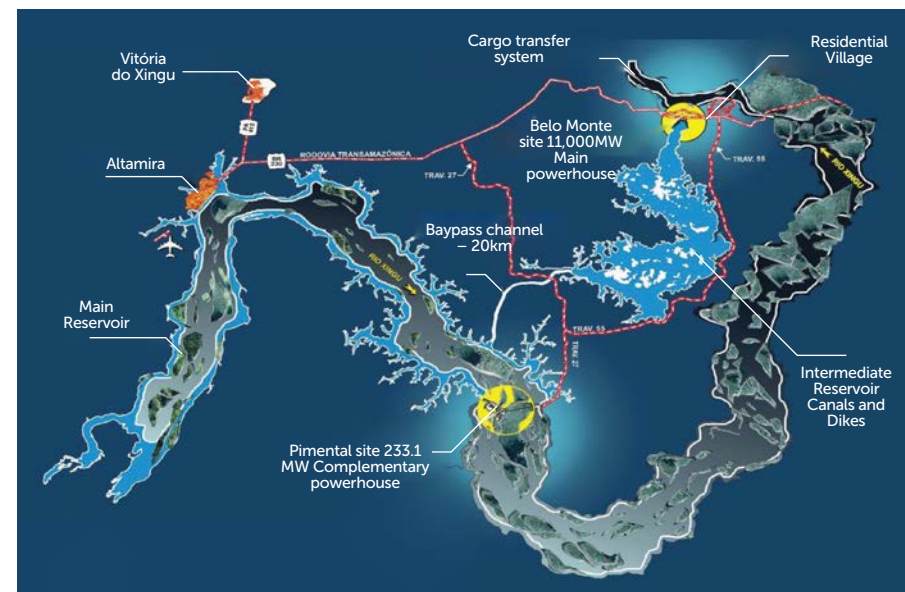 Vitória
do Xingu
Cargo transfer
system
Residential
Village
Altamira
RODOVIA TRANSAMAZÔNICA
BR
230
TRAV. 27
Belo Monte
site 11,000MW
Main
powerhouse
TRAV. 55
RIO XINGU
Baypass channel
– 20km
RIO XINGU
Main
Reservoir
TRAV. 55
TRAV. 27
Intermediate
Reservoir
Canals and
Dikes
Pimental site 233.1
MW Complementary
powerhouse